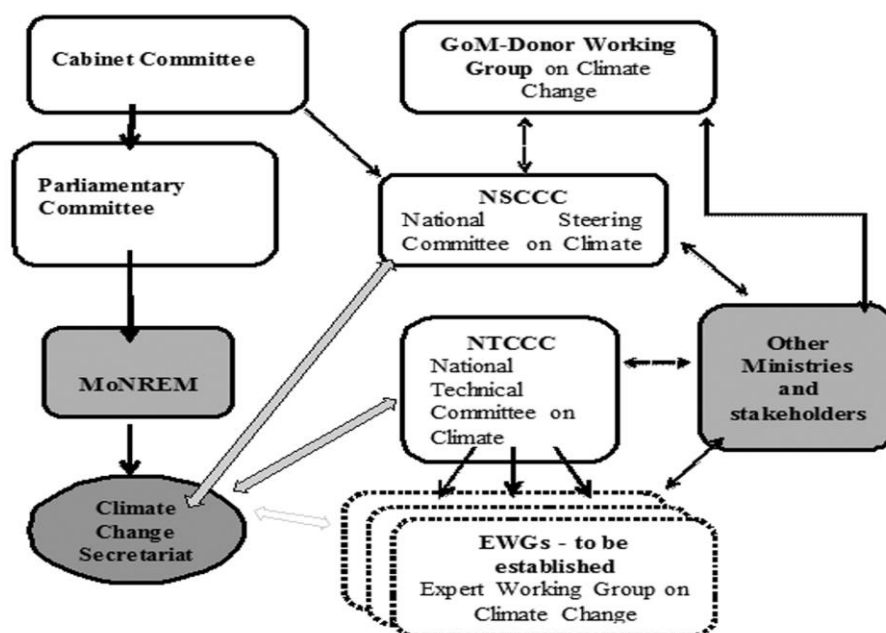 Cabinet Committee
GoM-Donor Working
Group on Climate
Change
Parliamentary
Committee
NSCCC
National Steering
Committee on Climate
MoNREM
NTCCC
National
Technical
Committee on
Climate
Other
Ministries
and
stakeholders
Climate
Change
Secretariat
EWGs - to be
established
Expert Working Group on
Climate Change